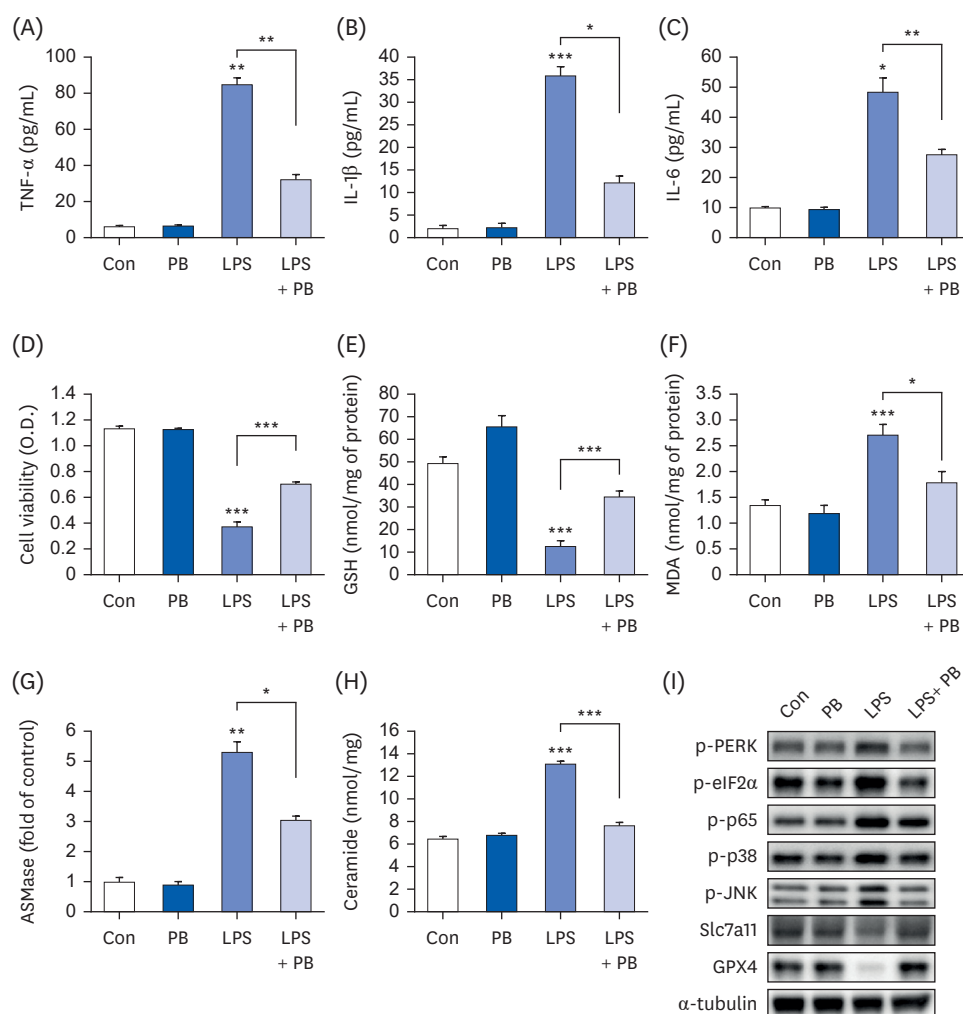 (A)
TNF-α (pg/mL)
100
80
60
40
20
0
**
**
Con PB LPS LPS
+ PB
(B)
IL-1β (pg/mL)
40
35
30
25
20
15
10
5
0
*
***
Con PB LPS LPS
+ PB
(C)
IL-6 (pg/mL)
60
50
40
30
20
10
0
**
*
Con PB LPS LPS
+ PB
(D)
Cell viability (O.D.)
1.4
1.2
1.0
0.8
0.6
0.4
0.2
0
***
***
Con PB LPS LPS
+ PB
(E)
GSH (nmol/mg of protein)
80
70
60
50
40
30
20
10
0
***
***
Con PB LPS LPS
+ PB
(F)
MDA (nmol/mg of protein)
3.0
2.5
2.0
1.5
1.0
0.5
0
*
***
Con PB LPS LPS
+ PB
(G)
ASMase (fold of control)
6
5
4
3
2
1
0
*
**
Con PB LPS LPS
+ PB
(H)
Ceramide (nmol/mg)
16
14
12
10
8
6
4
2
0
***
***
Con PB LPS LPS
+ PB
(I)
Con PB LPS LPS+ PB
p-PERK
p-eIF2α
p-p65
p-p38
p-JNK
Slc7a11
GPX4
α-tubulin